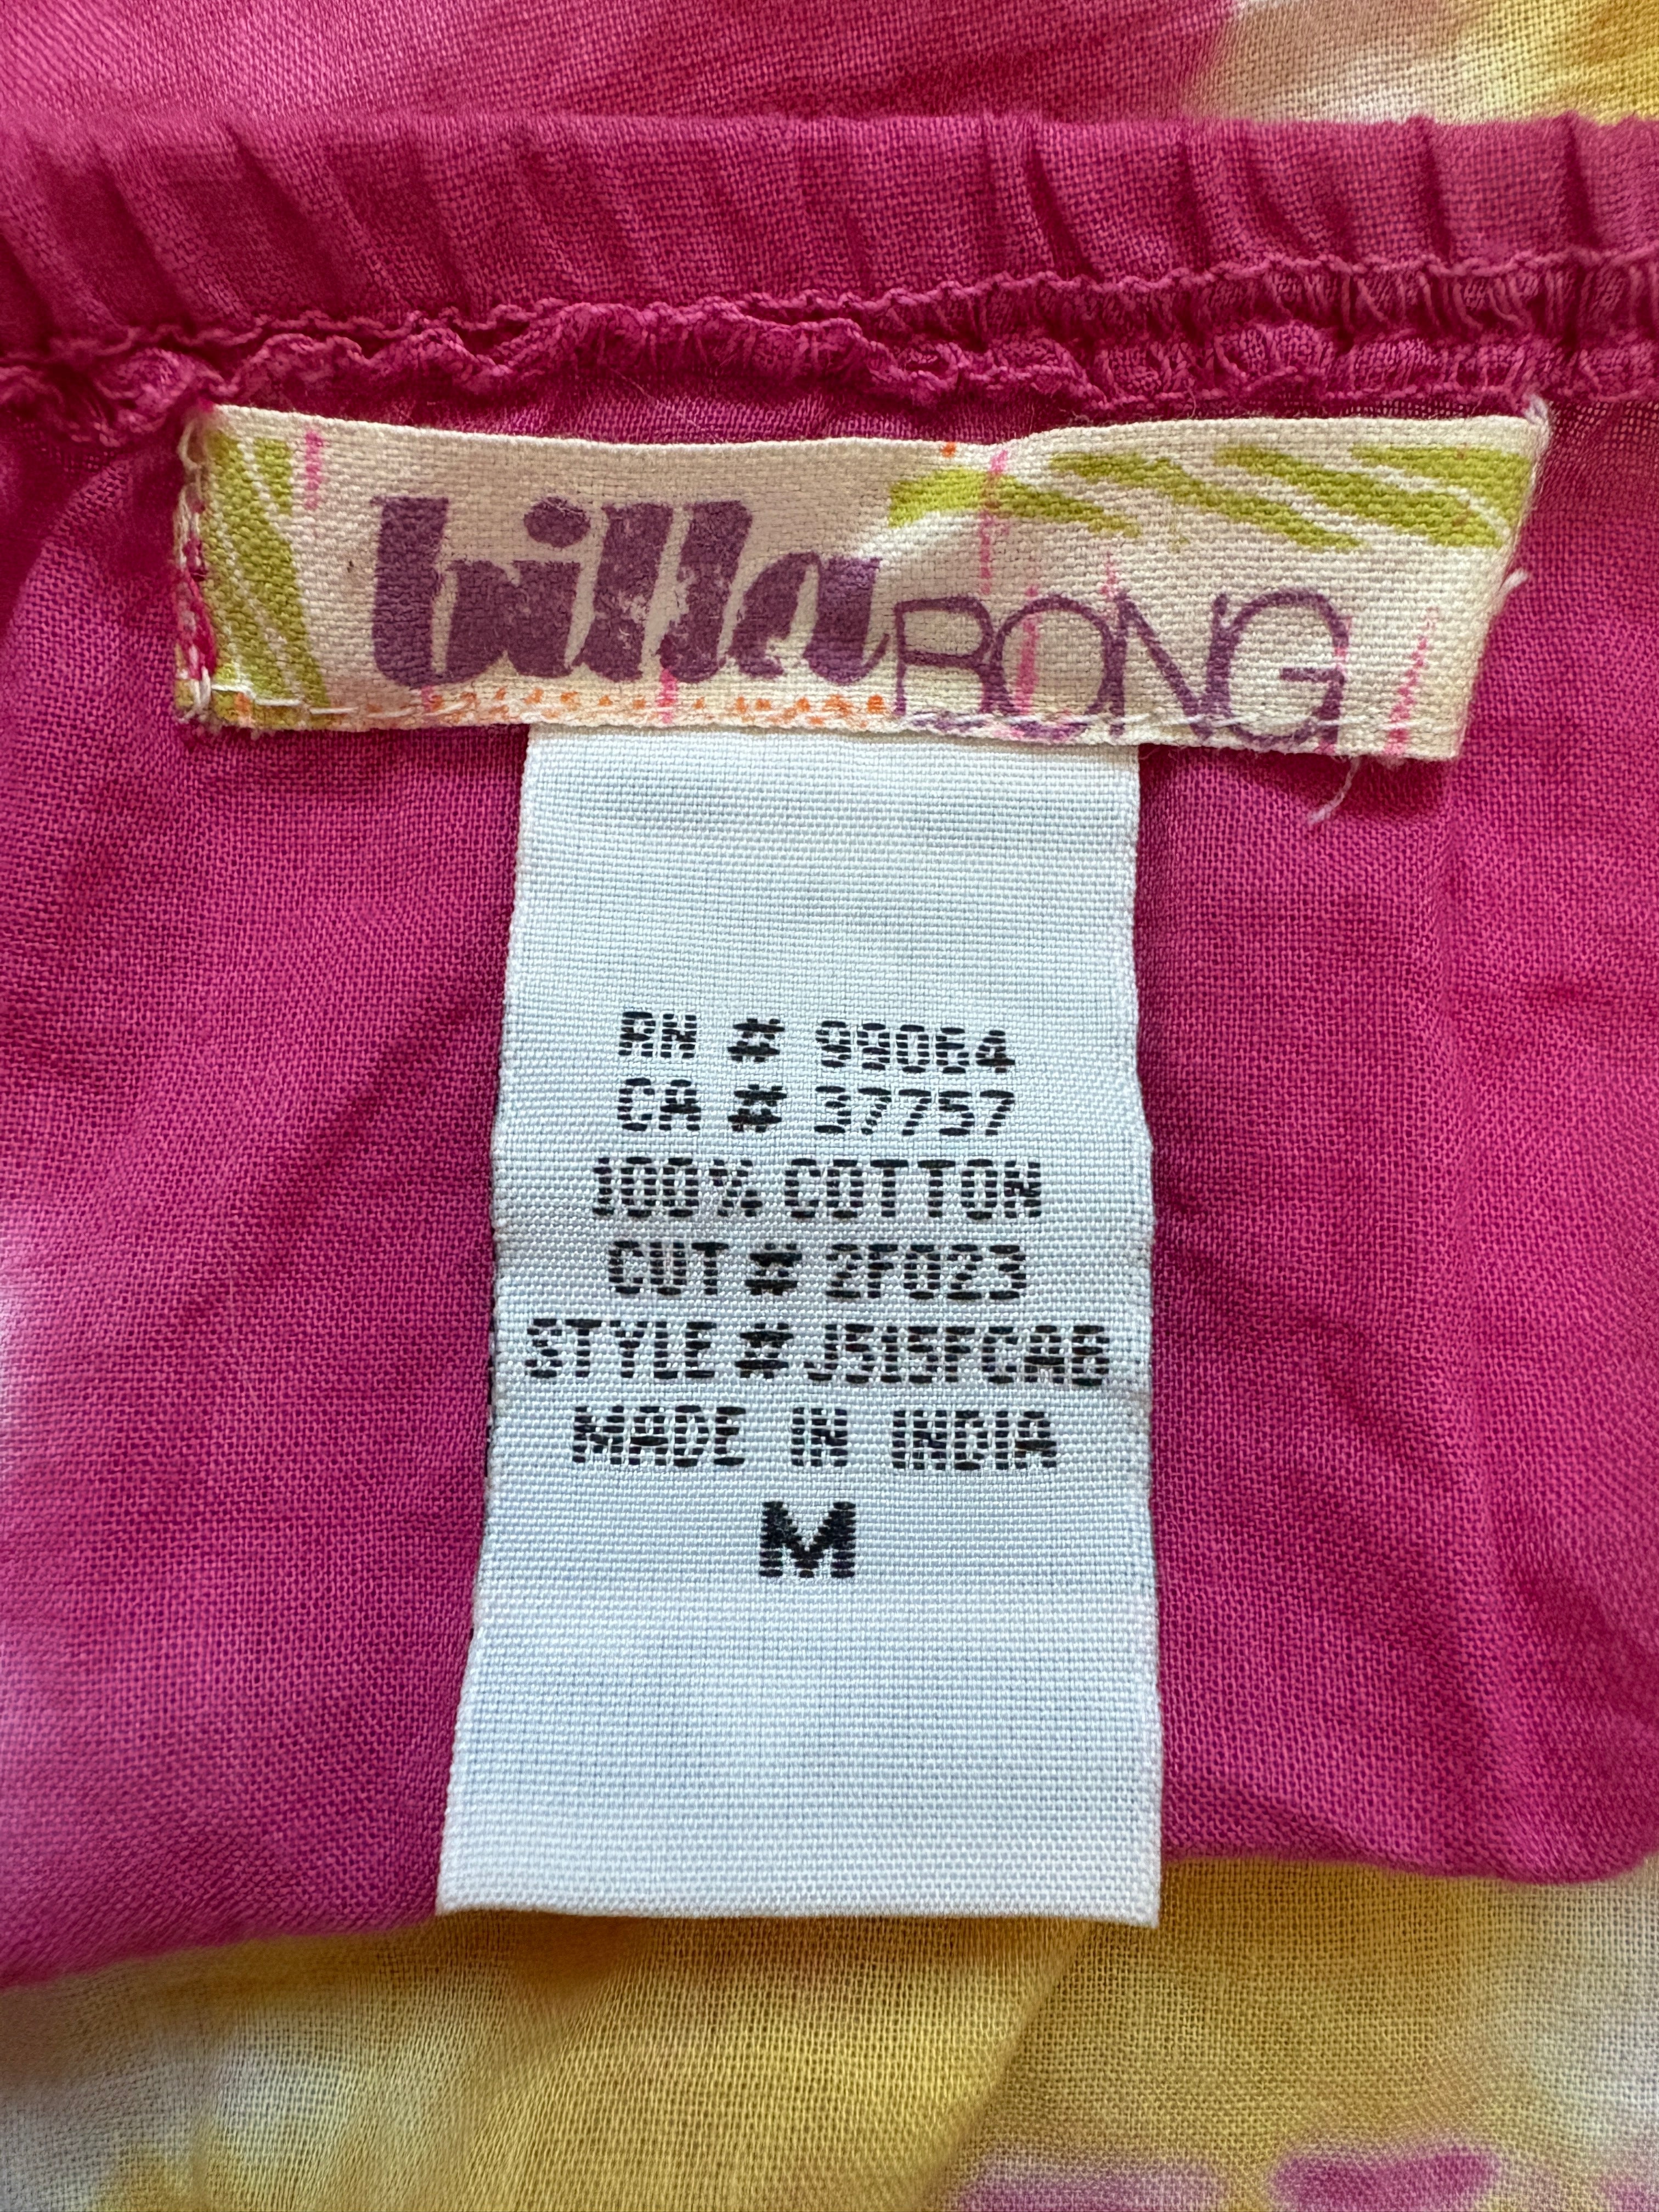 billaBONG
RN # 99064
CA # 37757
100% COTTON
CUT # 2F023
STYLE # J515FCAB
MADE IN INDIA
M